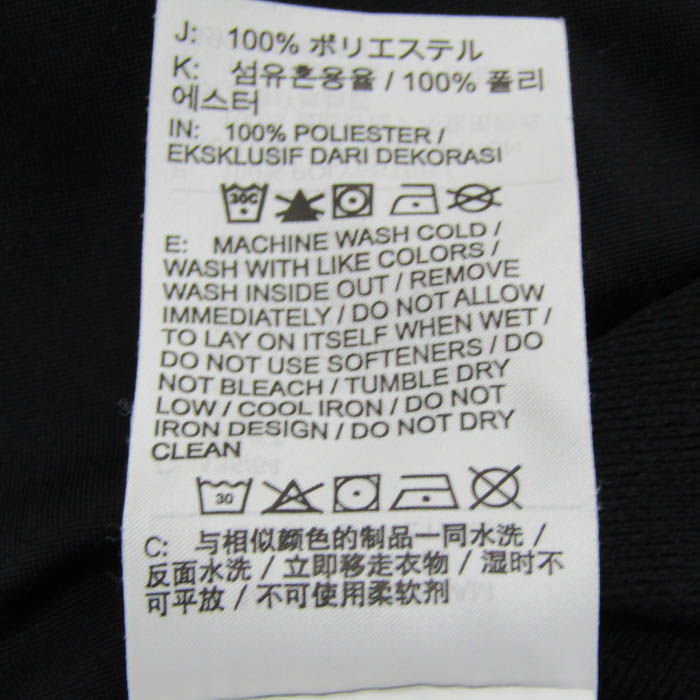 J: 100% ポリエステル
K: 섬유혼용율 / 100% 폴리
에스터
IN: 100% POLIESTER /
EKSKLUSIF DARI DEKORASI
30C
E: MACHINE WASH COLD /
WASH WITH LIKE COLORS /
WASH INSIDE OUT / REMOVE
IMMEDIATELY / DO NOT ALLOW
TO LAY ON ITSELF WHEN WET /
DO NOT USE SOFTENERS / DO
NOT BLEACH / TUMBLE DRY
LOW / COOL IRON / DO NOT
IRON DESIGN / DO NOT DRY
CLEAN
30
C: 与相似颜色的制品一同水洗 /
反面水洗 / 立即移走衣物 / 湿时不
可平放 / 不可使用柔软剂